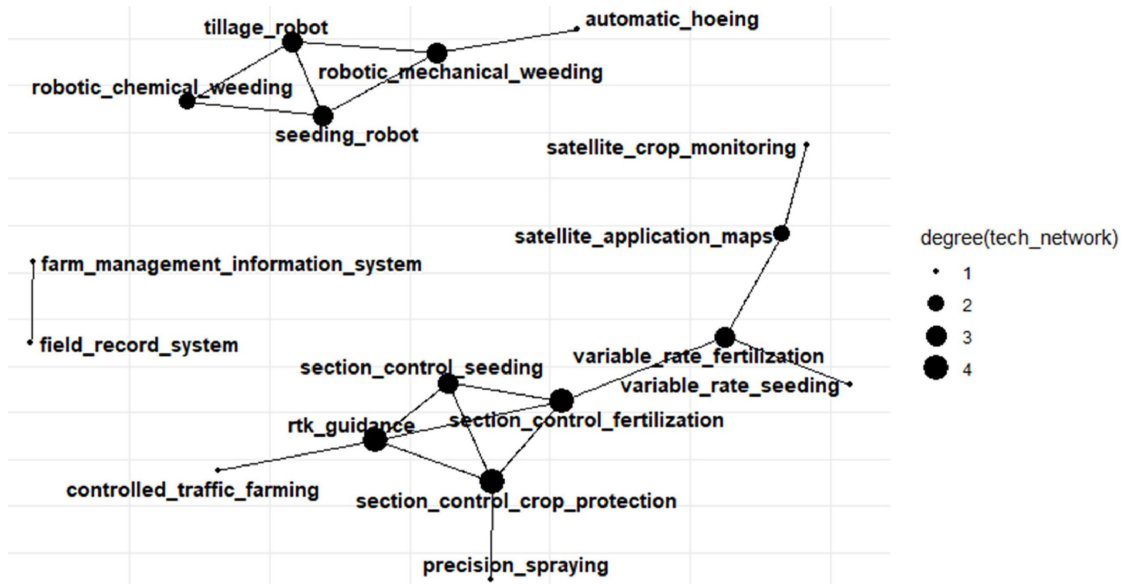 automatic_hoeing
tillage_robot
robotic_mechanical_weeding
robotic_chemical_weeding
seeding_robot
satellite_crop_monitoring
satellite_application_maps
farm_management_information_system
field_record_system
variable_rate_fertilization
section_control_seeding
variable_rate_seeding
section_control_fertilization
rtk_guidance
controlled_traffic_farming
section_control_crop_protection
precision_spraying
degree(tech_network)
1
2
3
4